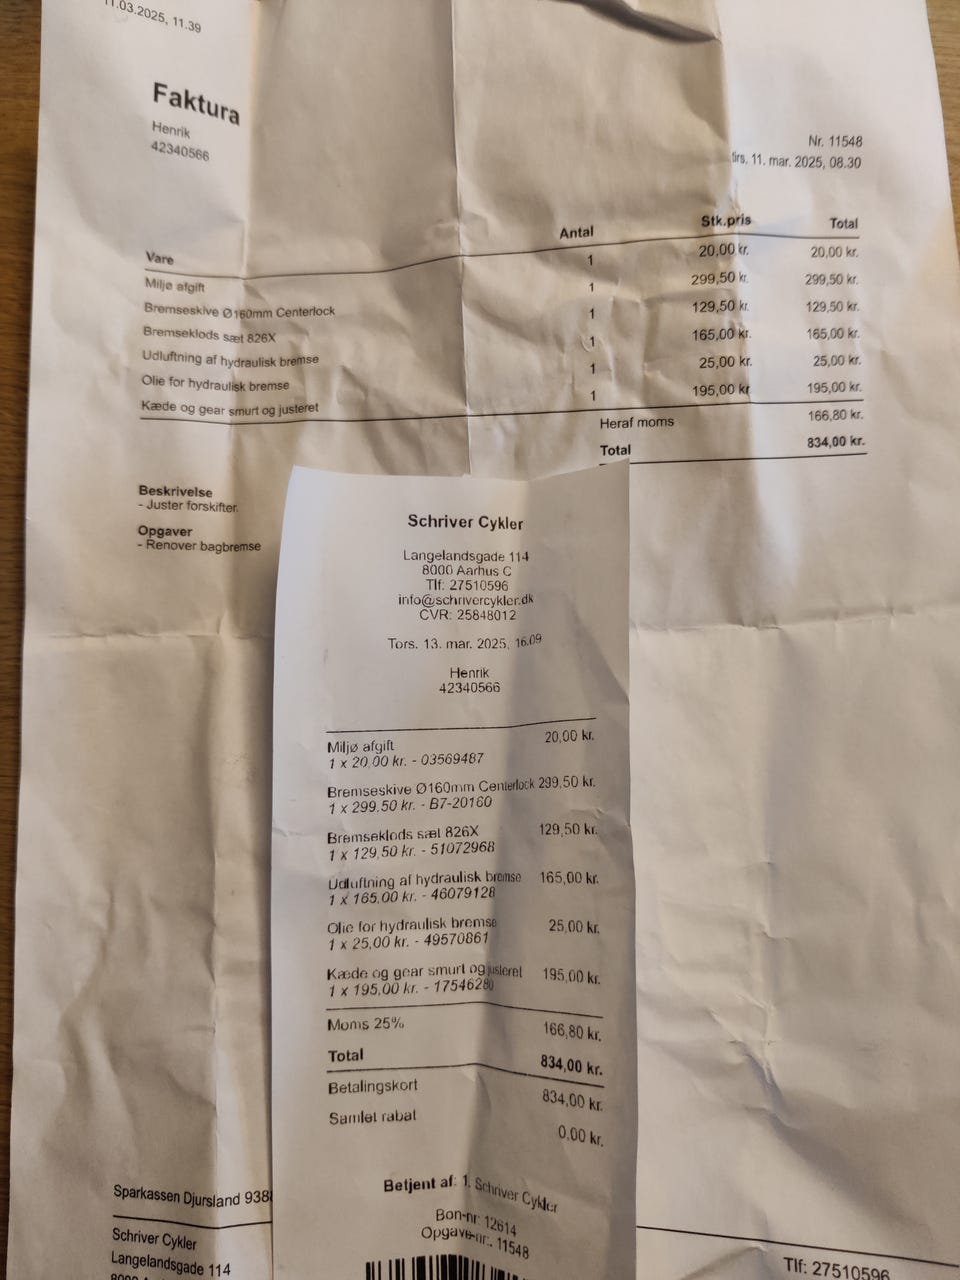 11.03.2025, 11.39
Faktura
Henrik
42340566
Nr. 11548
tirs. 11. mar. 2025, 08.30
Vare Antal Stk.pris Total
Miljø afgift 1 20,00 kr. 20,00 kr.
Bremseskive Ø160mm Centerlock 1 299,50 kr. 299,50 kr.
Bremseklods sæt 826X 1 129,50 kr. 129,50 kr.
Udluftning af hydraulisk bremse 1 165,00 kr. 165,00 kr.
Olie for hydraulisk bremse 1 25,00 kr. 25,00 kr.
Kæde og gear smurt og justeret 1 195,00 kr. 195,00 kr.
Heraf moms 166,80 kr.
Total 834,00 kr.
Beskrivelse
- Juster forskifter.
Opgaver
- Renover bagbremse
Schriver Cykler
Langelandsgade 114
8000 Aarhus C
Tlf: 27510596
info@schrivercykler.dk
CVR: 25848012
Tors. 13. mar. 2025, 16.09
Henrik
42340566
Miljø afgift 20,00 kr.
1 x 20,00 kr. - 03569487
Bremseskive Ø160mm Centerlock 299,50 kr.
1 x 299,50 kr. - B7-20160
Bremseklods sæt 826X 129,50 kr.
1 x 129,50 kr. - 51072968
Udluftning af hydraulisk bremse 165,00 kr.
1 x 165,00 kr. - 46079128
Olie for hydraulisk bremse 25,00 kr.
1 x 25,00 kr. - 49570861
Kæde og gear smurt og justeret 195,00 kr.
1 x 195,00 kr. - 17546280
Moms 25% 166,80 kr.
Total 834,00 kr.
Betalingskort 834,00 kr.
Samlet rabat 0,00 kr.
Betjent af: 1. Schriver Cykler
Bon-nr: 12614
Opgave-nr.: 11548
Sparkassen Djursland 938
Schriver Cykler
Langelandsgade 114
8000 Aarhus
Tlf: 27510596